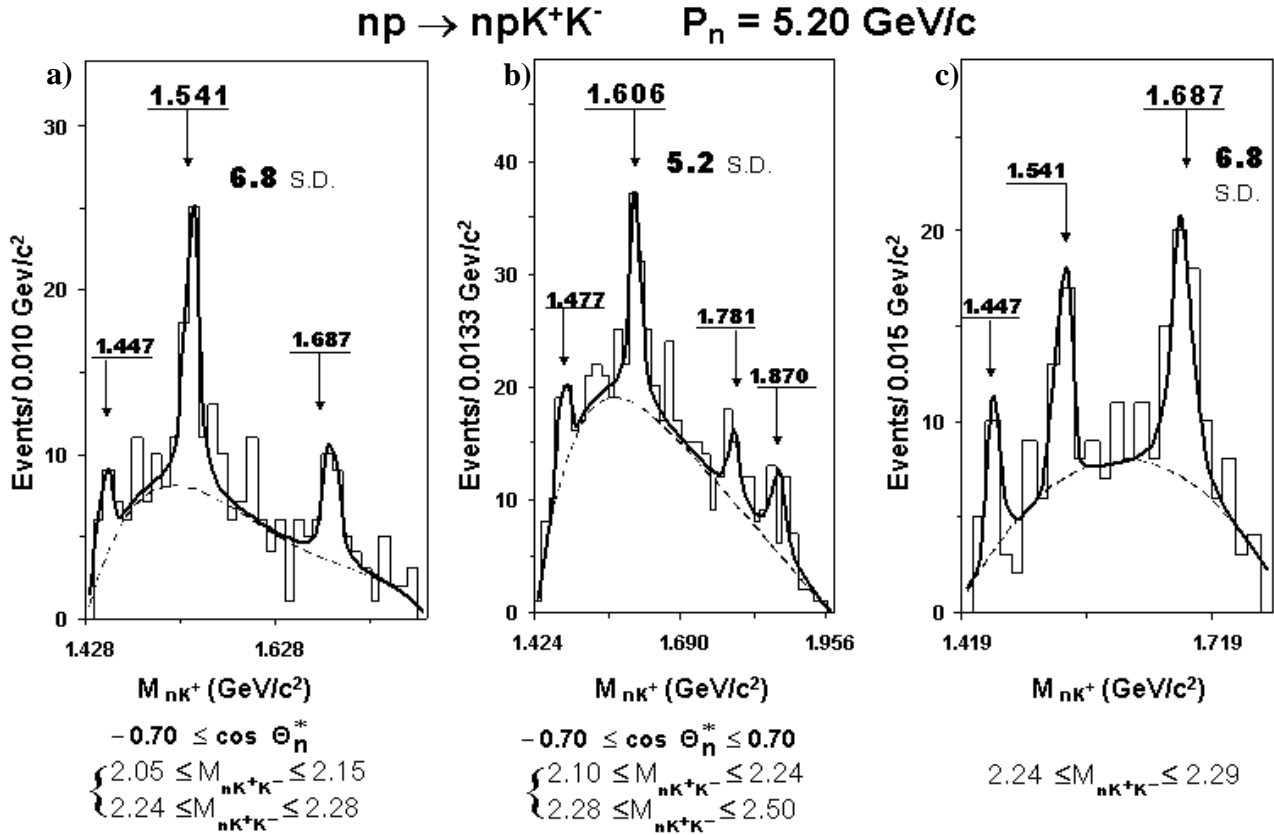 np → npK⁺K⁻ Pₙ = 5.20 GeV/c
a)
1.541
6.8 S.D.
1.447
1.687
30
20
10
0
Events/ 0.010 Gev/c²
1.428 1.628
M nK⁺ (GeV/c²)
−0.70 ≤ cos Θ*n
2.05 ≤ M nK⁺K⁻ ≤ 2.15
2.24 ≤ M nK⁺K⁻ ≤ 2.28
b)
1.606
5.2 S.D.
1.477
1.781
1.870
40
30
20
10
0
Events/ 0.0133 Gev/c²
1.424 1.690 1.956
M nK⁺ (GeV/c²)
−0.70 ≤ cos Θ*n ≤ 0.70
2.10 ≤ M nK⁺K⁻ ≤ 2.24
2.28 ≤ M nK⁺K⁻ ≤ 2.50
c)
1.687
6.8
S.D.
1.541
1.447
20
10
0
Events/ 0.015 Gev/c²
1.419 1.719
M nK⁺ (GeV/c²)
2.24 ≤ M nK⁺K⁻ ≤ 2.29